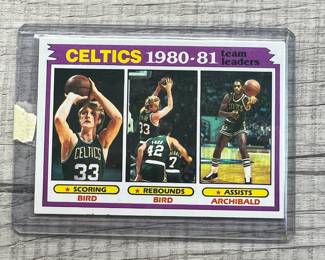 CELTICS 1980-81 team leaders
CELTICS
33
33
42
7
★ SCORING
BIRD
★ REBOUNDS
BIRD
★ ASSISTS
ARCHIBALD